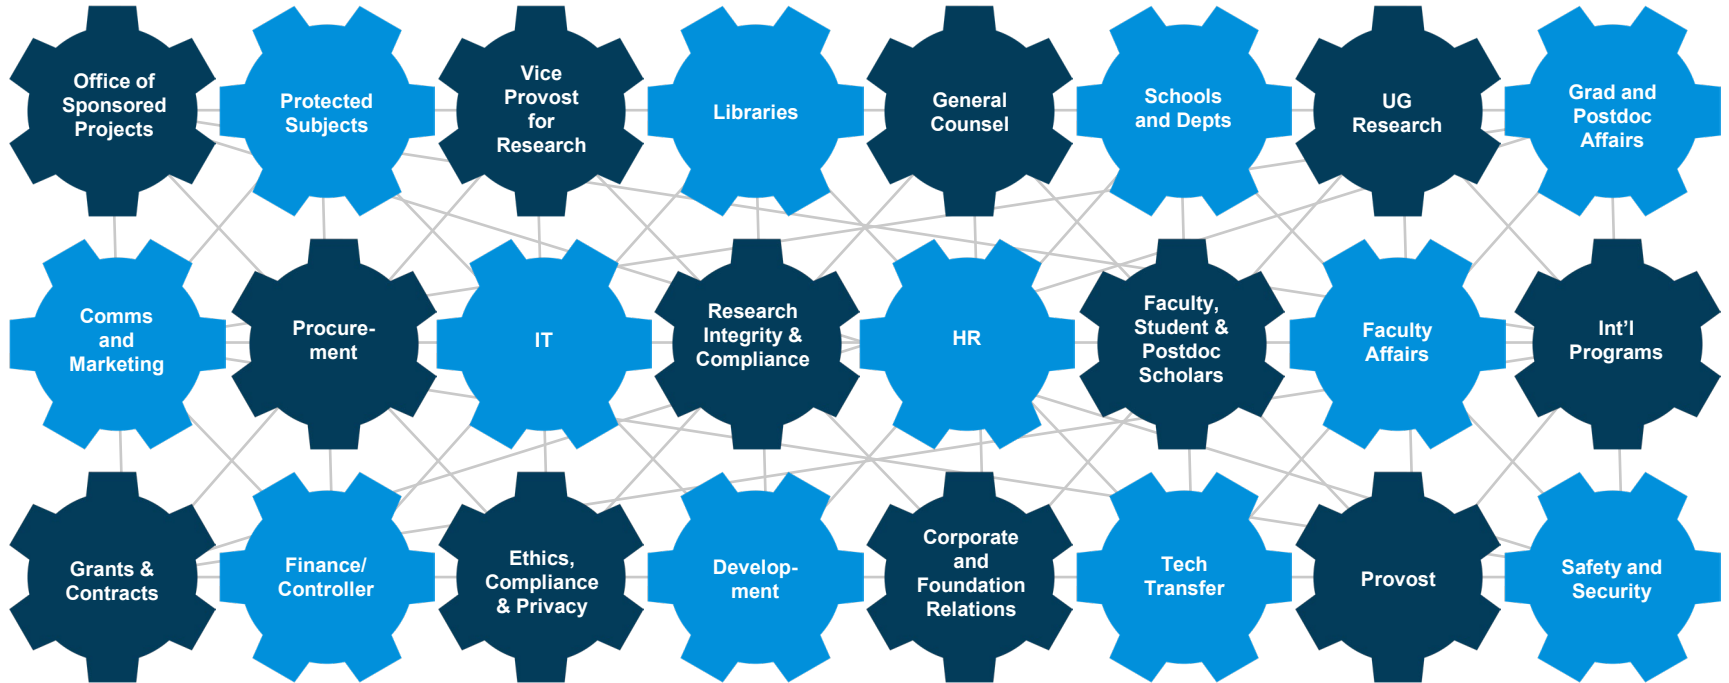 Office of
Sponsored
Projects
Protected
Subjects
Vice
Provost
for
Research
Libraries
General
Counsel
Schools
and Depts
UG
Research
Grad and
Postdoc
Affairs
Comms
and
Marketing
Procure-
ment
IT
Research
Integrity &
Compliance
HR
Faculty,
Student &
Postdoc
Scholars
Faculty
Affairs
Int'l
Programs
Grants &
Contracts
Finance/
Controller
Ethics,
Compliance
& Privacy
Develop-
ment
Corporate
and
Foundation
Relations
Tech
Transfer
Provost
Safety and
Security